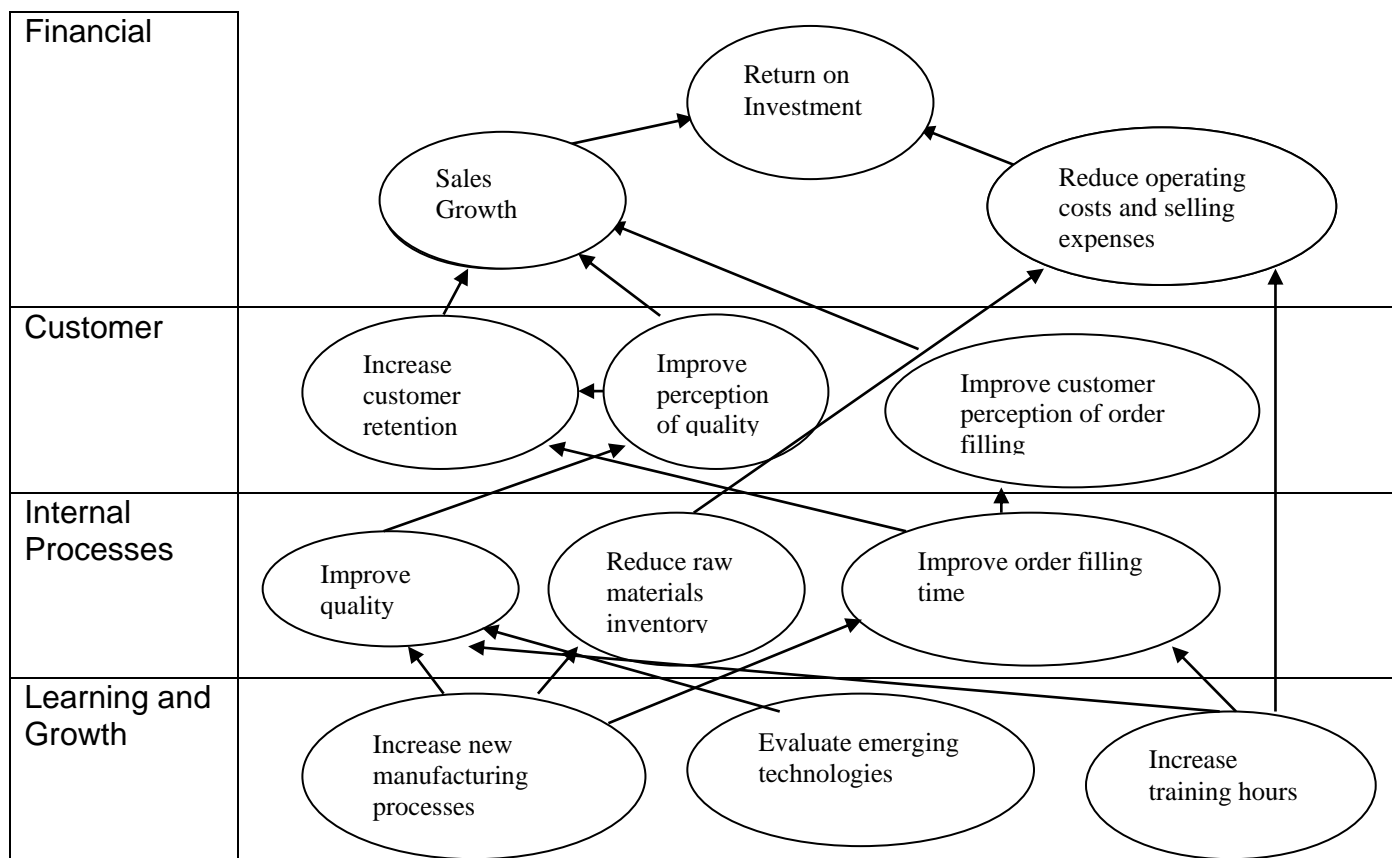 Financial
Return on
Investment
Sales
Growth
Reduce operating
costs and selling
expenses
Customer
Increase
customer
retention
Improve
perception
of quality
Improve customer
perception of order
filling
Internal
Processes
Improve
quality
Reduce raw
materials
inventory
Improve order filling
time
Learning and
Growth
Increase new
manufacturing
processes
Evaluate emerging
technologies
Increase
training hours